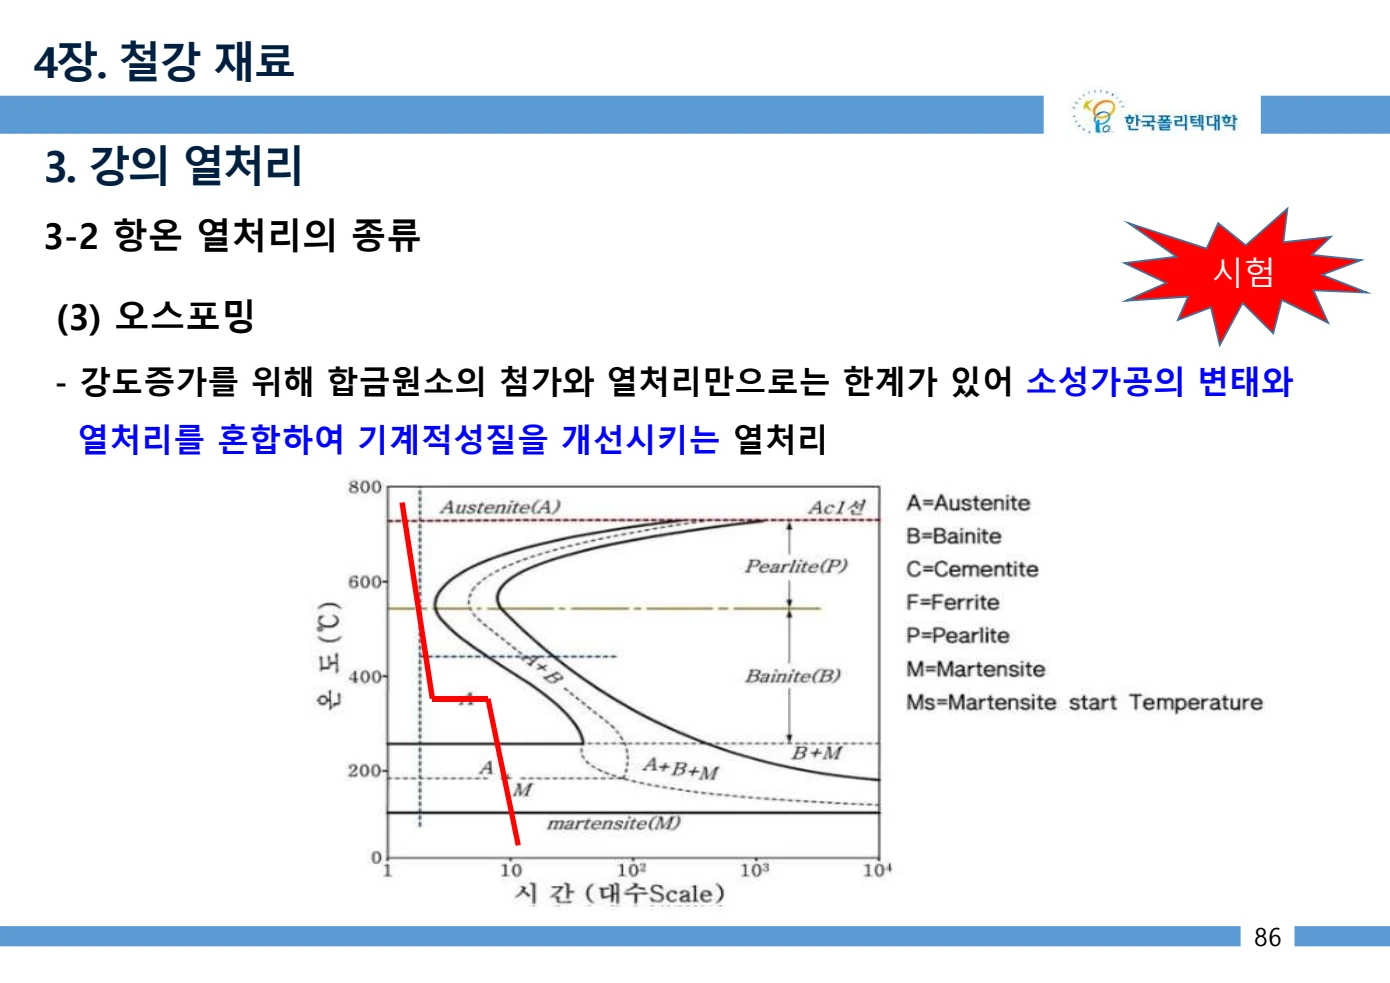 4장. 철강 재료
한국폴리텍대학
3. 강의 열처리
3-2 항온 열처리의 종류
시험
(3) 오스포밍
- 강도증가를 위해 합금원소의 첨가와 열처리만으로는 한계가 있어 소성가공의 변태와
열처리를 혼합하여 기계적성질을 개선시키는 열처리
800
Austenite(A)
Ac1선
A=Austenite
B=Bainite
Pearlite(P)
C=Cementite
600
F=Ferrite
P=Pearlite
온 도 (℃)
A+B
Bainite(B)
M=Martensite
400
A
Ms=Martensite start Temperature
B+M
200
A
A+B+M
M
martensite(M)
0
1
10
10²
10³
10⁴
시 간 (대수Scale)
86